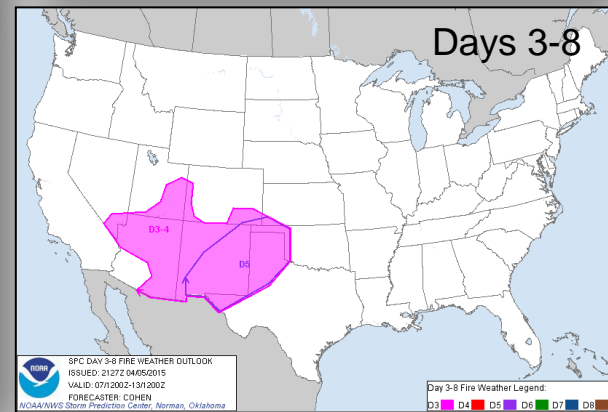 Days 3-8
D3-4
D5
NOAA
SPC DAY 3-8 FIRE WEATHER OUTLOOK
ISSUED: 2127Z 04/05/2015
VALID: 07/1200Z-13/1200Z
FORECASTER: COHEN
NOAA/NWS Storm Prediction Center, Norman, Oklahoma
Day 3-8 Fire Weather Legend:
D3 D4 D5 D6 D7 D8